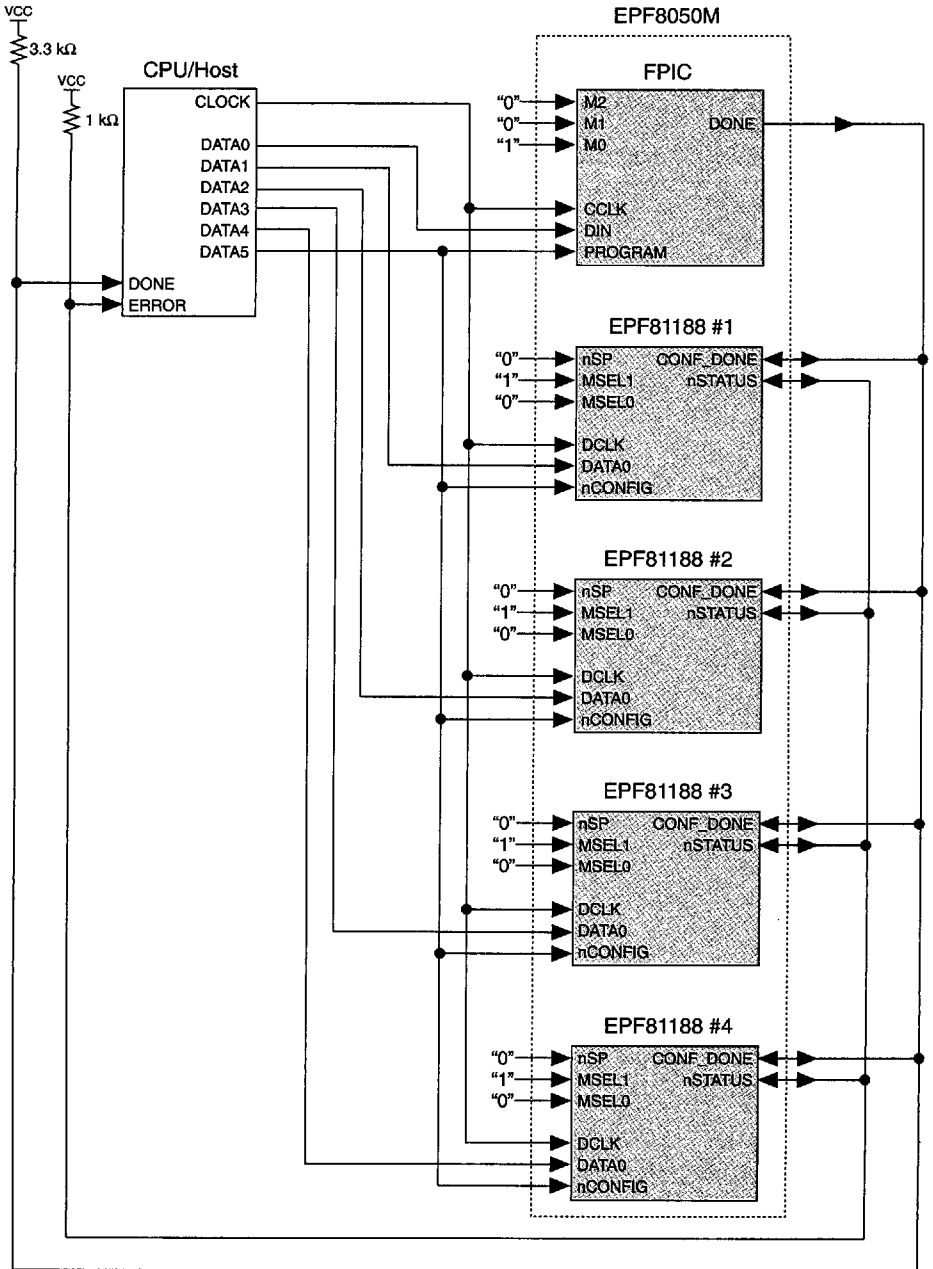 VCC
3.3 kΩ
VCC
1 kΩ
CPU/Host
CLOCK
DATA0
DATA1
DATA2
DATA3
DATA4
DATA5
DONE
ERROR
EPF8050M
FPIC
"0" M2
"0" M1 DONE
"1" M0
CCLK
DIN
PROGRAM
EPF81188 #1
"0" nSP CONF_DONE
"1" MSEL1 nSTATUS
"0" MSEL0
DCLK
DATA0
nCONFIG
EPF81188 #2
"0" nSP CONF_DONE
"1" MSEL1 nSTATUS
"0" MSEL0
DCLK
DATA0
nCONFIG
EPF81188 #3
"0" nSP CONF_DONE
"1" MSEL1 nSTATUS
"0" MSEL0
DCLK
DATA0
nCONFIG
EPF81188 #4
"0" nSP CONF_DONE
"1" MSEL1 nSTATUS
"0" MSEL0
DCLK
DATA0
nCONFIG